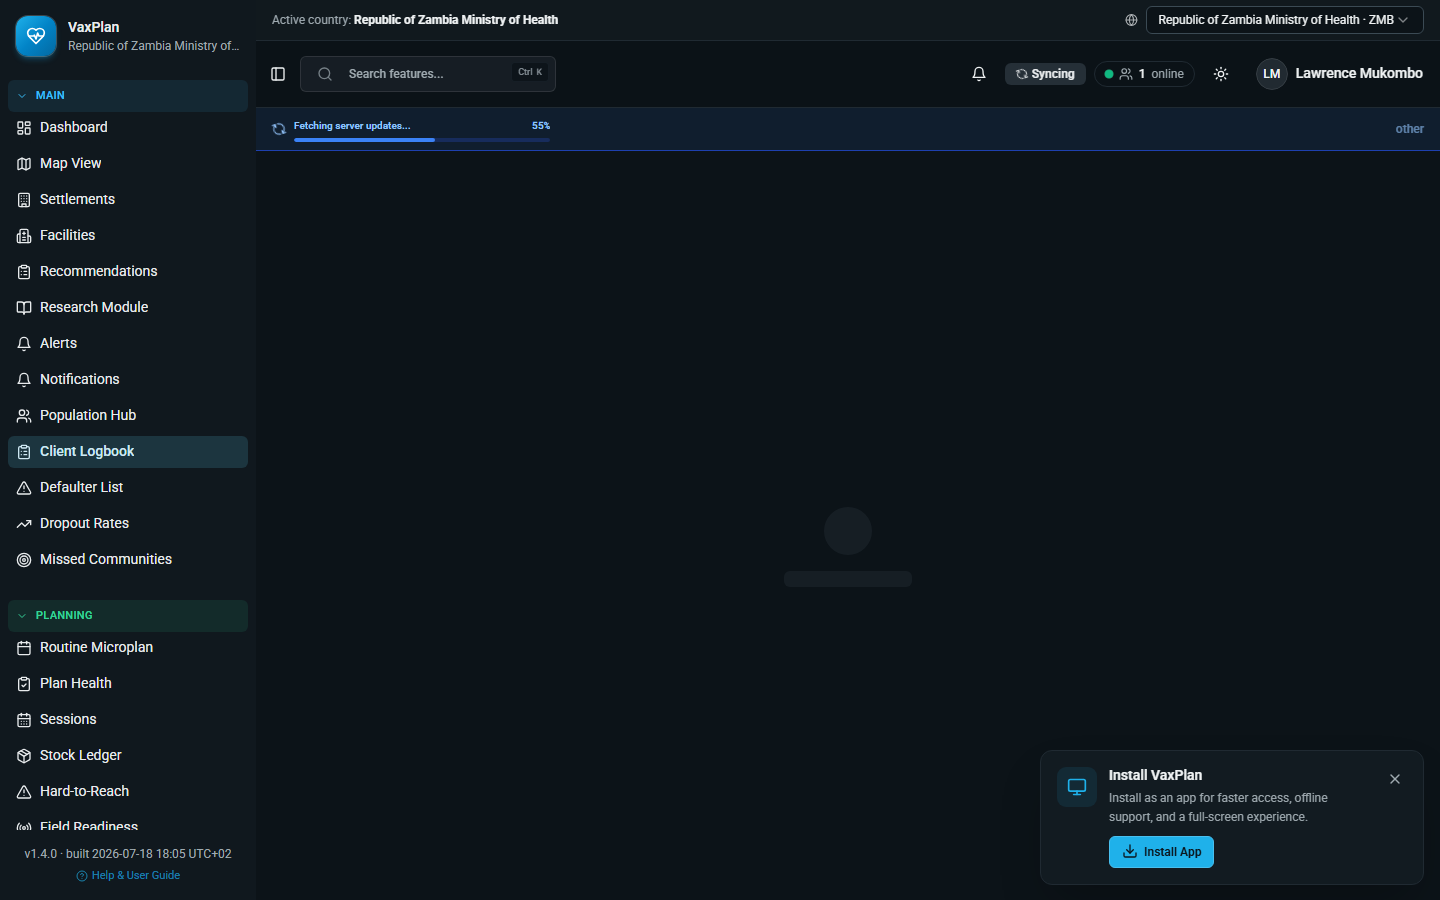 VaxPlan
Republic of Zambia Ministry of...
MAIN
Dashboard
Map View
Settlements
Facilities
Recommendations
Research Module
Alerts
Notifications
Population Hub
Client Logbook
Defaulter List
Dropout Rates
Missed Communities
PLANNING
Routine Microplan
Plan Health
Sessions
Stock Ledger
Hard-to-Reach
Field Readiness
v1.4.0 · built 2026-07-18 18:05 UTC+02
Help & User Guide
Active country: Republic of Zambia Ministry of Health
Republic of Zambia Ministry of Health · ZMB
Search features...
Ctrl K
Syncing
1 online
LM
Lawrence Mukombo
Fetching server updates...
55%
other
Install VaxPlan
Install as an app for faster access, offline
support, and a full-screen experience.
Install App